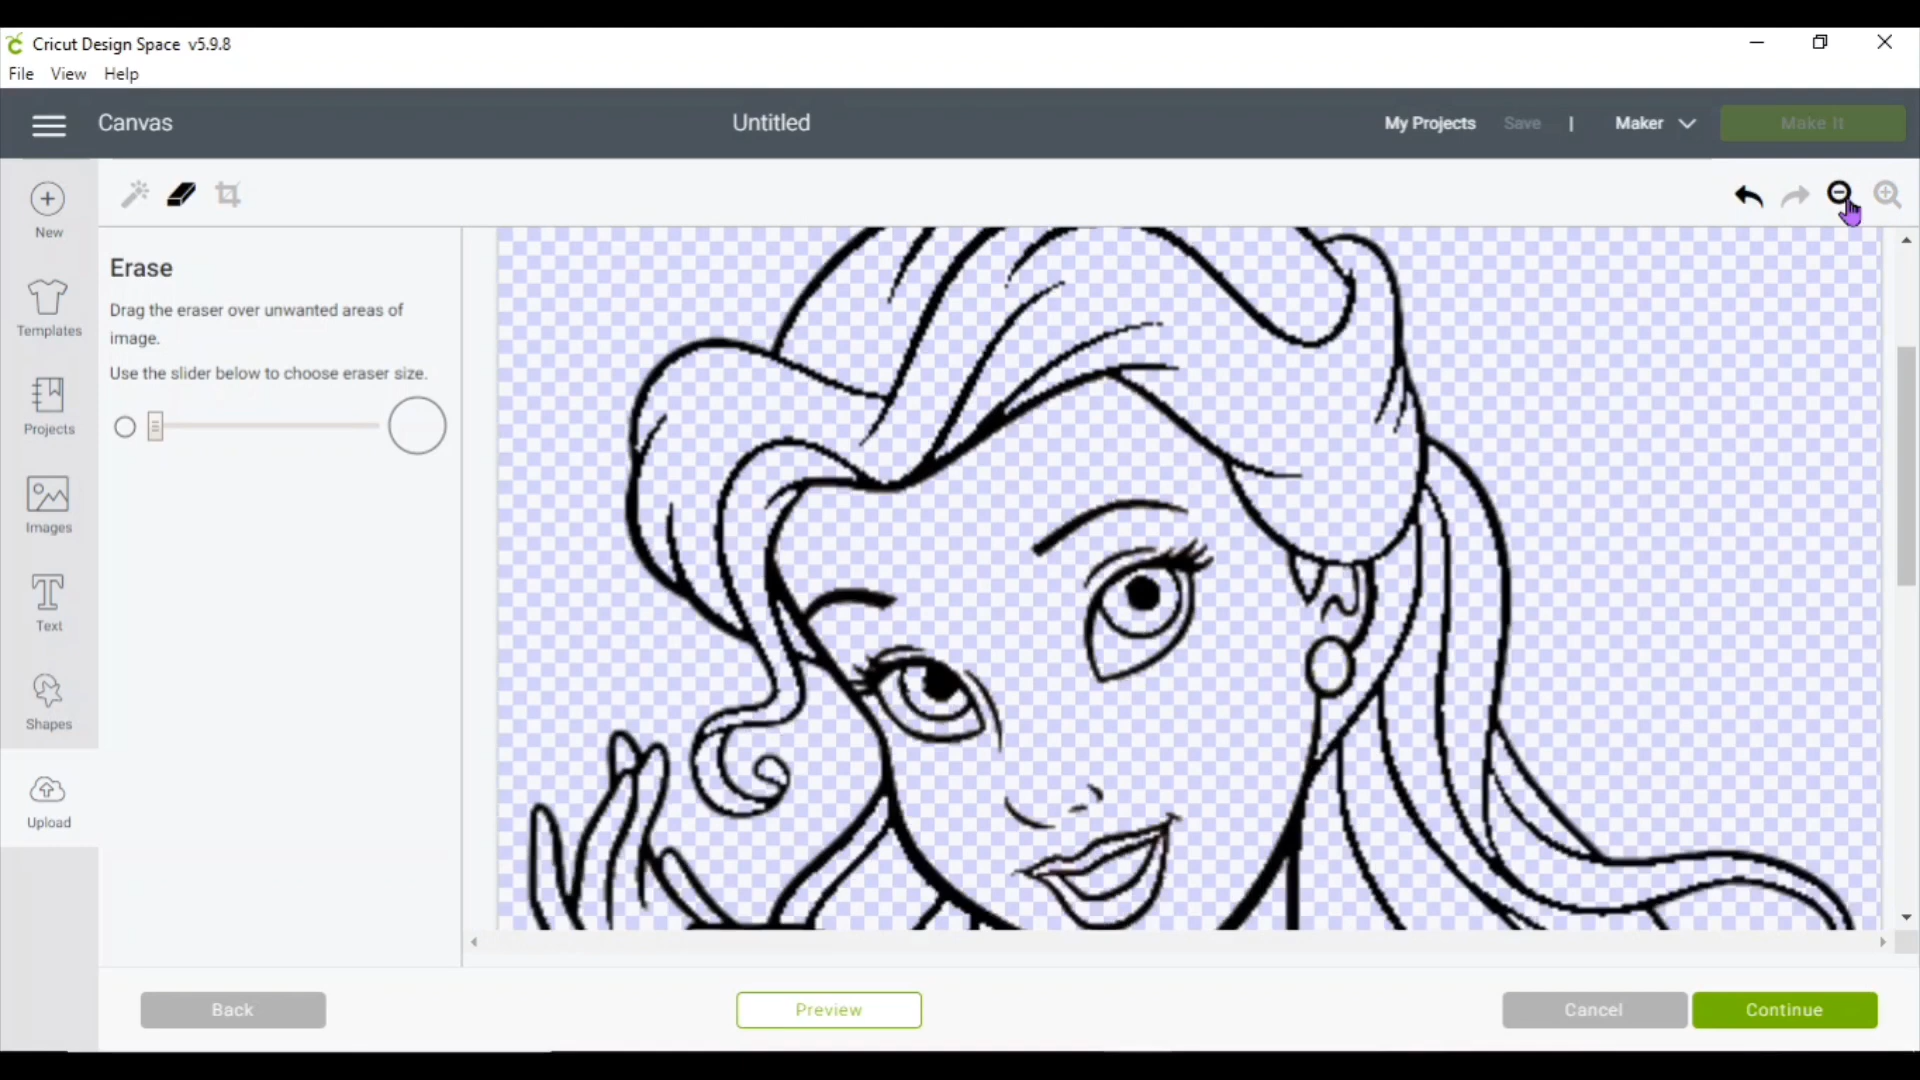 Cricut Design Space v5.9.8
File View Help
Canvas
Untitled
My Projects Save | Maker Make It
New
Templates
Projects
Images
Text
Shapes
Upload
Erase
Drag the eraser over unwanted areas of
image.
Use the slider below to choose eraser size.
Back
Preview
Cancel
Continue